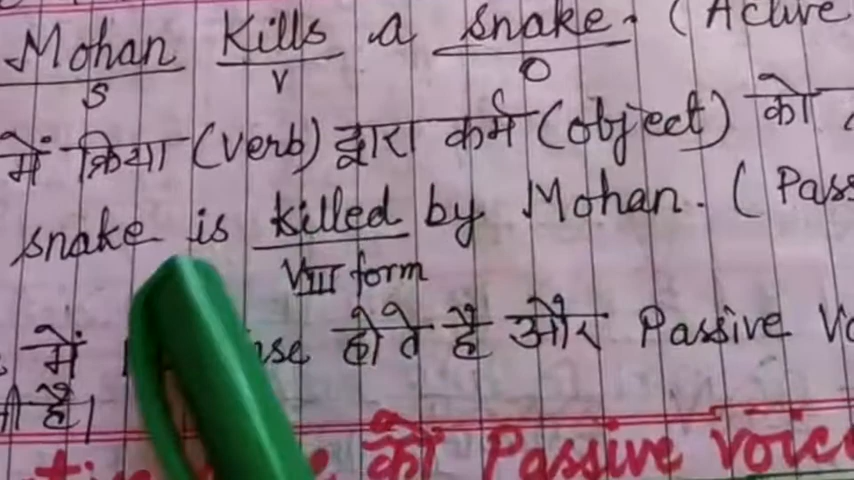 Mohan Kills a snake. (Active
S V O
में क्रिया (verb) द्वारा कर्म (object) को
snake is killed by Mohan. (Pass
VIII form
में होते हैं और Passive Vo
है।
को Passive voice